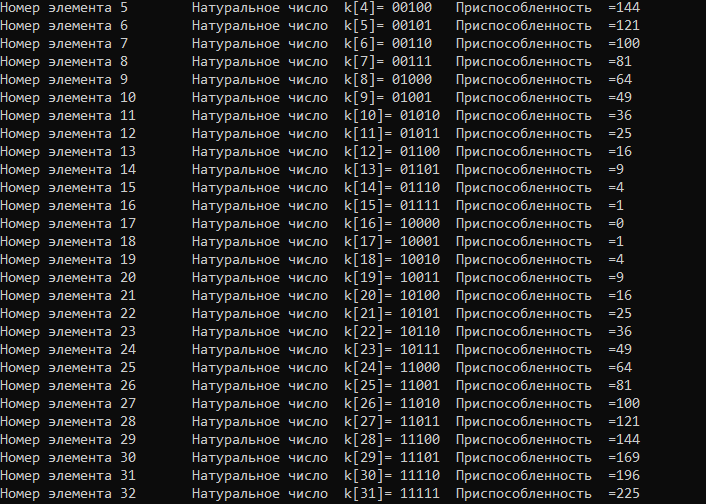 Номер элемента 5 Натуральное число k[4]= 00100 Приспособленность =144
Номер элемента 6 Натуральное число k[5]= 00101 Приспособленность =121
Номер элемента 7 Натуральное число k[6]= 00110 Приспособленность =100
Номер элемента 8 Натуральное число k[7]= 00111 Приспособленность =81
Номер элемента 9 Натуральное число k[8]= 01000 Приспособленность =64
Номер элемента 10 Натуральное число k[9]= 01001 Приспособленность =49
Номер элемента 11 Натуральное число k[10]= 01010 Приспособленность =36
Номер элемента 12 Натуральное число k[11]= 01011 Приспособленность =25
Номер элемента 13 Натуральное число k[12]= 01100 Приспособленность =16
Номер элемента 14 Натуральное число k[13]= 01101 Приспособленность =9
Номер элемента 15 Натуральное число k[14]= 01110 Приспособленность =4
Номер элемента 16 Натуральное число k[15]= 01111 Приспособленность =1
Номер элемента 17 Натуральное число k[16]= 10000 Приспособленность =0
Номер элемента 18 Натуральное число k[17]= 10001 Приспособленность =1
Номер элемента 19 Натуральное число k[18]= 10010 Приспособленность =4
Номер элемента 20 Натуральное число k[19]= 10011 Приспособленность =9
Номер элемента 21 Натуральное число k[20]= 10100 Приспособленность =16
Номер элемента 22 Натуральное число k[21]= 10101 Приспособленность =25
Номер элемента 23 Натуральное число k[22]= 10110 Приспособленность =36
Номер элемента 24 Натуральное число k[23]= 10111 Приспособленность =49
Номер элемента 25 Натуральное число k[24]= 11000 Приспособленность =64
Номер элемента 26 Натуральное число k[25]= 11001 Приспособленность =81
Номер элемента 27 Натуральное число k[26]= 11010 Приспособленность =100
Номер элемента 28 Натуральное число k[27]= 11011 Приспособленность =121
Номер элемента 29 Натуральное число k[28]= 11100 Приспособленность =144
Номер элемента 30 Натуральное число k[29]= 11101 Приспособленность =169
Номер элемента 31 Натуральное число k[30]= 11110 Приспособленность =196
Номер элемента 32 Натуральное число k[31]= 11111 Приспособленность =225